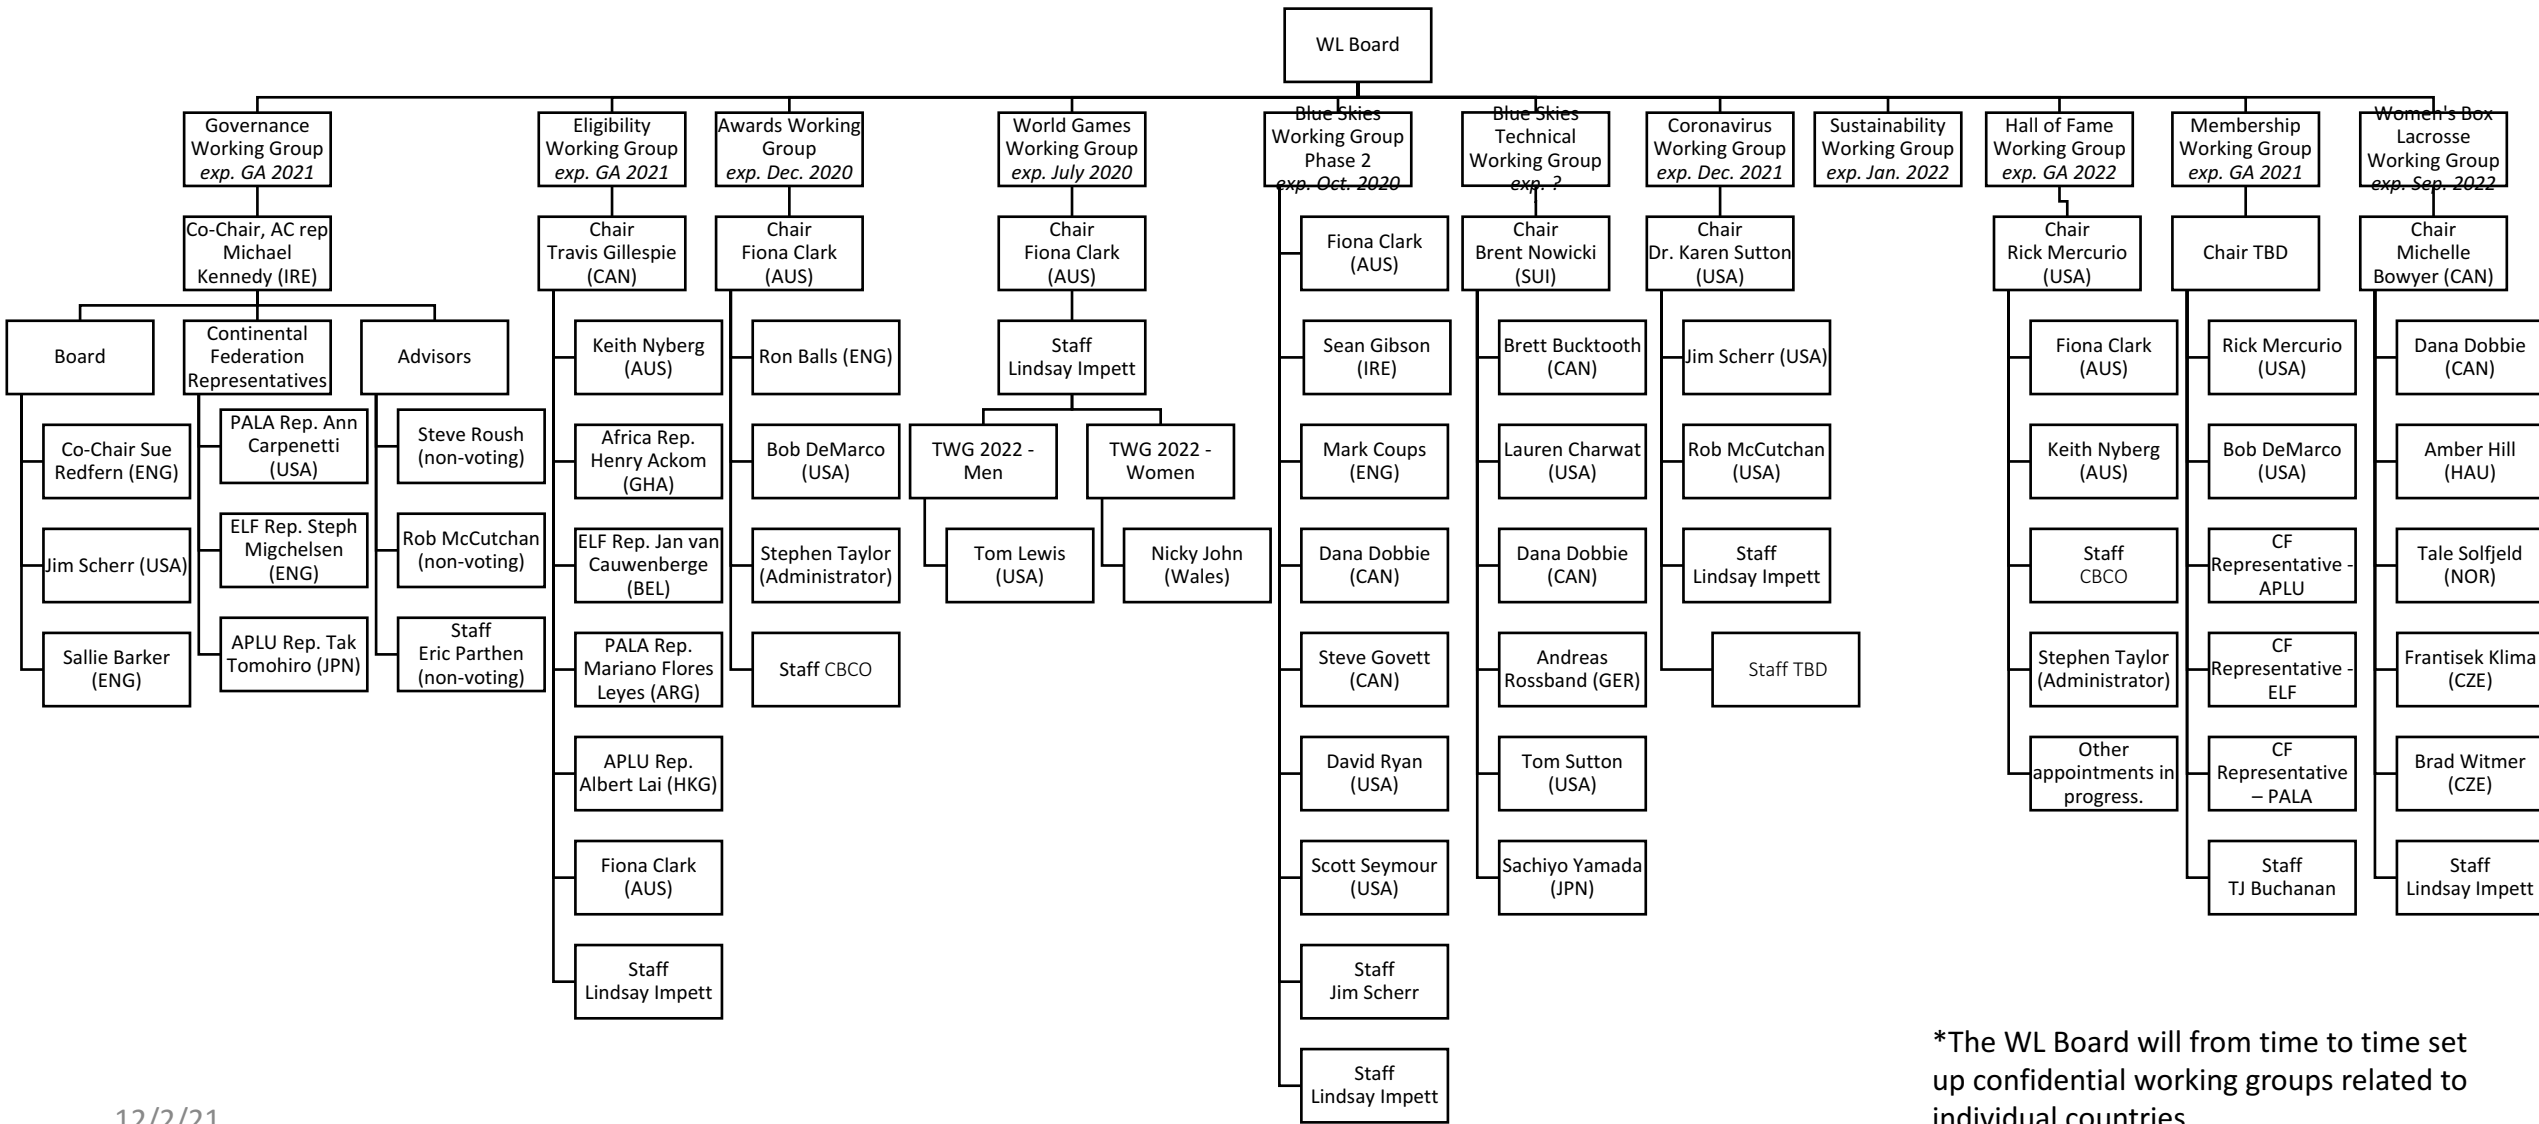 WL Board
Governance
Working Group
exp. GA 2021
Eligibility
Working Group
exp. GA 2021
Awards Working
Group
exp. Dec. 2020
World Games
Working Group
exp. July 2020
Blue Skies
Working Group
Phase 2
exp. Oct. 2020
Blue Skies
Technical
Working Group
exp. ?
Coronavirus
Working Group
exp. Dec. 2021
Sustainability
Working Group
exp. Jan. 2022
Hall of Fame
Working Group
exp. GA 2022
Membership
Working Group
exp. GA 2021
Women's Box
Lacrosse
Working Group
exp. Sep. 2022
Co-Chair, AC rep
Michael
Kennedy (IRE)
Board
Co-Chair Sue
Redfern (ENG)
Jim Scherr (USA)
Sallie Barker
(ENG)
Continental
Federation
Representatives
PALA Rep. Ann
Carpenetti
(USA)
ELF Rep. Steph
Migchelsen
(ENG)
APLU Rep. Tak
Tomohiro (JPN)
Advisors
Steve Roush
(non-voting)
Rob McCutchan
(non-voting)
Staff
Eric Parthen
(non-voting)
Chair
Travis Gillespie
(CAN)
Keith Nyberg
(AUS)
Africa Rep.
Henry Ackom
(GHA)
ELF Rep. Jan van
Cauwenberge
(BEL)
PALA Rep.
Mariano Flores
Leyes (ARG)
APLU Rep.
Albert Lai (HKG)
Fiona Clark
(AUS)
Staff
Lindsay Impett
Chair
Fiona Clark
(AUS)
Ron Balls (ENG)
Bob DeMarco
(USA)
Stephen Taylor
(Administrator)
Staff CBCO
Chair
Fiona Clark
(AUS)
Staff
Lindsay Impett
TWG 2022 -
Men
Tom Lewis
(USA)
TWG 2022 -
Women
Nicky John
(Wales)
Fiona Clark
(AUS)
Sean Gibson
(IRE)
Mark Coups
(ENG)
Dana Dobbie
(CAN)
Steve Govett
(CAN)
David Ryan
(USA)
Scott Seymour
(USA)
Staff
Jim Scherr
Staff
Lindsay Impett
Chair
Brent Nowicki
(SUI)
Brett Bucktooth
(CAN)
Lauren Charwat
(USA)
Dana Dobbie
(CAN)
Andreas
Rossband (GER)
Tom Sutton
(USA)
Sachiyo Yamada
(JPN)
Chair
Dr. Karen Sutton
(USA)
Jim Scherr (USA)
Rob McCutchan
(USA)
Staff
Lindsay Impett
Staff TBD
Chair
Rick Mercurio
(USA)
Fiona Clark
(AUS)
Keith Nyberg
(AUS)
Staff
CBCO
Stephen Taylor
(Administrator)
Other
appointments in
progress.
Chair TBD
Rick Mercurio
(USA)
Bob DeMarco
(USA)
CF
Representative -
APLU
CF
Representative -
ELF
CF
Representative
– PALA
Staff
TJ Buchanan
Chair
Michelle
Bowyer (CAN)
Dana Dobbie
(CAN)
Amber Hill
(HAU)
Tale Solfjeld
(NOR)
Frantisek Klima
(CZE)
Brad Witmer
(CZE)
Staff
Lindsay Impett
*The WL Board will from time to time set
up confidential working groups related to
individual countries
12/2/21